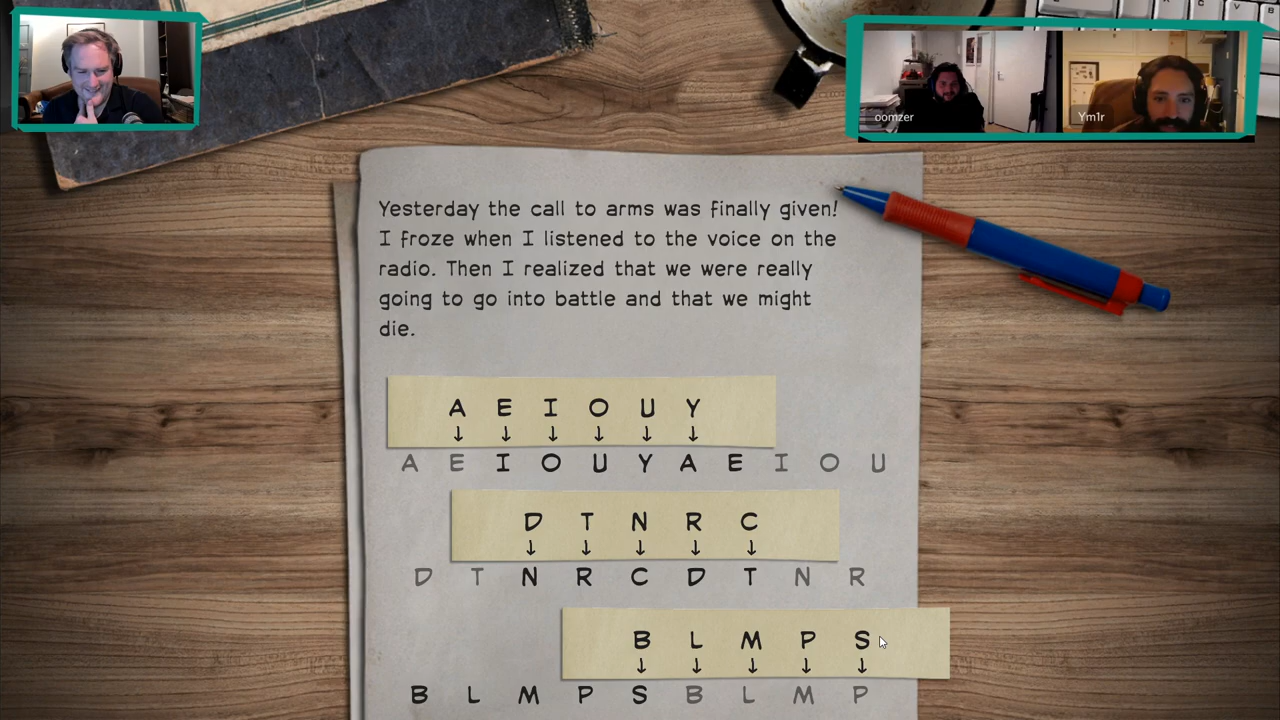 oomzer
Ym1r
Yesterday the call to arms was finally given!
I froze when I listened to the voice on the
radio. Then I realized that we were really
going to go into battle and that we might
die.
A E I O U Y
↓ ↓ ↓ ↓ ↓ ↓
A E I O U Y A E I O U
D T N R C
↓ ↓ ↓ ↓ ↓
D T N R C D T N R
B L M P S
↓ ↓ ↓ ↓ ↓
B L M P S B L M P